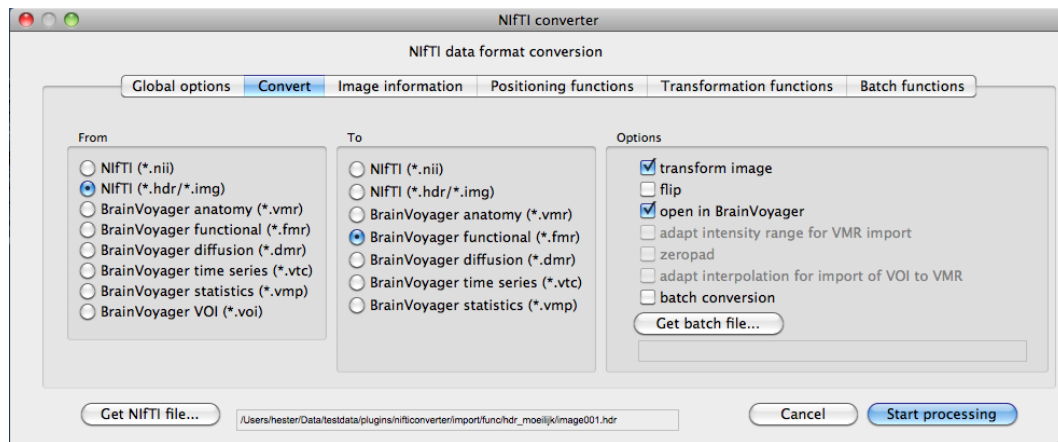 NIfTI converter
NIfTI data format conversion
Global options Convert Image information Positioning functions Transformation functions Batch functions
From
NIfTI (*.nii)
NIfTI (*.hdr/*.img)
BrainVoyager anatomy (*.vmr)
BrainVoyager functional (*.fmr)
BrainVoyager diffusion (*.dmr)
BrainVoyager time series (*.vtc)
BrainVoyager statistics (*.vmp)
BrainVoyager VOI (*.voi)
To
NIfTI (*.nii)
NIfTI (*.hdr/*.img)
BrainVoyager anatomy (*.vmr)
BrainVoyager functional (*.fmr)
BrainVoyager diffusion (*.dmr)
BrainVoyager time series (*.vtc)
BrainVoyager statistics (*.vmp)
Options
transform image
flip
open in BrainVoyager
adapt intensity range for VMR import
zeropad
adapt interpolation for import of VOI to VMR
batch conversion
Get batch file...
Get NIfTI file...
/Users/hester/Data/testdata/plugins/nifticonverter/import/func/hdr_moeilijk/image001.hdr
Cancel
Start processing